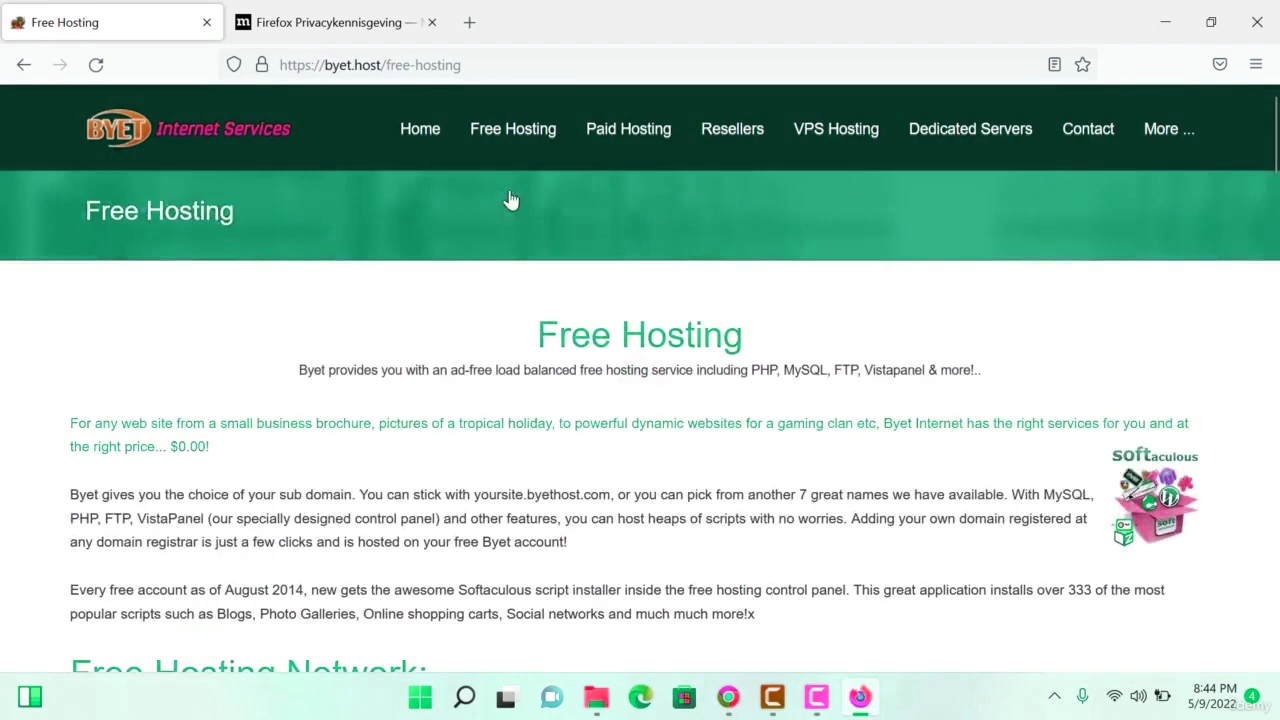 Free Hosting
m Firefox Privacykennisgeving —
https://byet.host/free-hosting
BYET Internet Services
Home Free Hosting Paid Hosting Resellers VPS Hosting Dedicated Servers Contact More ...
Free Hosting
Free Hosting
Byet provides you with an ad-free load balanced free hosting service including PHP, MySQL, FTP, Vistapanel & more!..
For any web site from a small business brochure, pictures of a tropical holiday, to powerful dynamic websites for a gaming clan etc, Byet Internet has the right services for you and at
the right price... $0.00!
softaculous
Byet gives you the choice of your sub domain. You can stick with yoursite.byethost.com, or you can pick from another 7 great names we have available. With MySQL,
PHP, FTP, VistaPanel (our specially designed control panel) and other features, you can host heaps of scripts with no worries. Adding your own domain registered at
any domain registrar is just a few clicks and is hosted on your free Byet account!
soft
Every free account as of August 2014, new gets the awesome Softaculous script installer inside the free hosting control panel. This great application installs over 333 of the most
popular scripts such as Blogs, Photo Galleries, Online shopping carts, Social networks and much much more!x
Free Hosting Network:
8:44 PM
5/9/2022
4
ûdemy